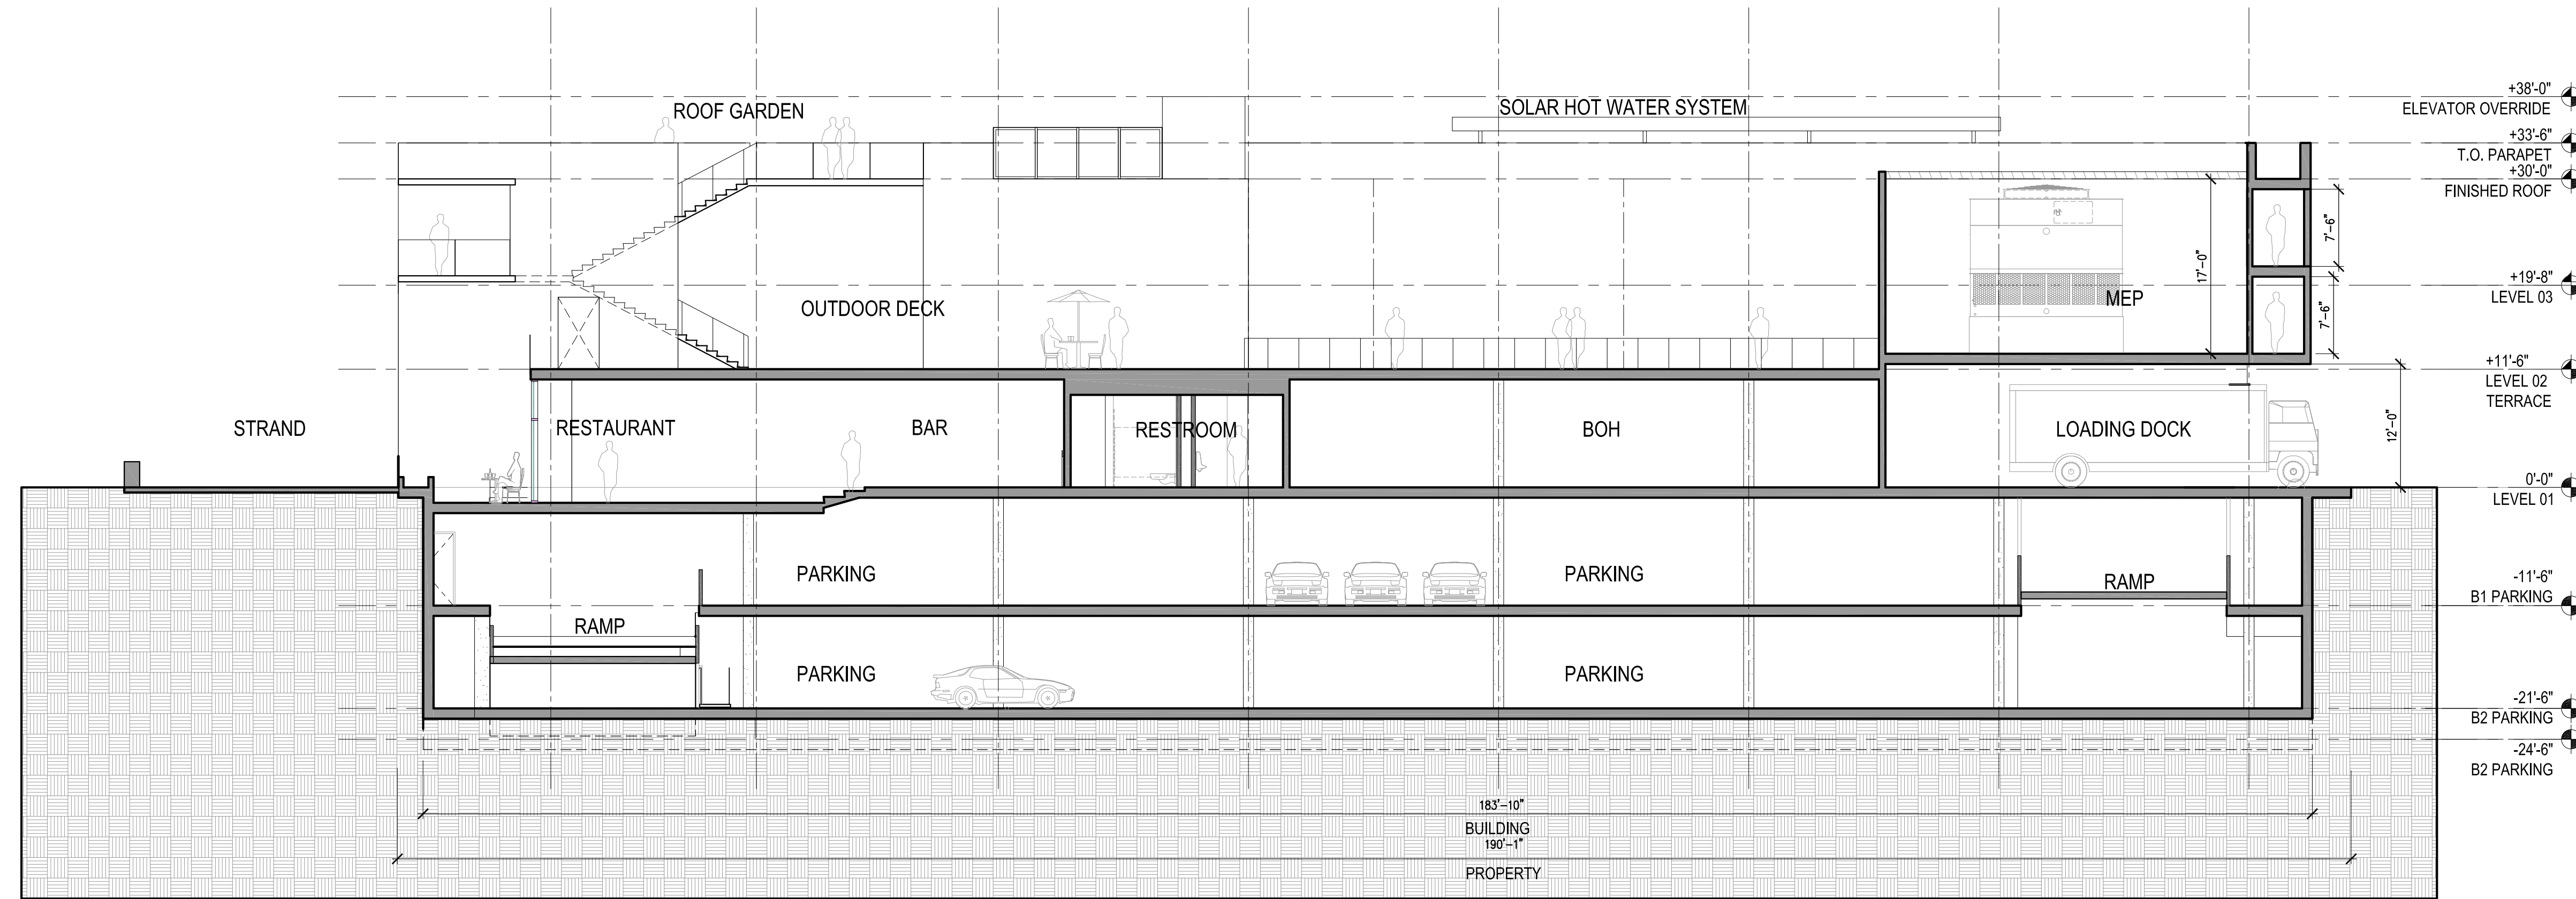 +38'-0"
ROOF GARDEN
SOLAR HOT WATER SYSTEM
ELEVATOR OVERRIDE
+33'-6"
T.O. PARAPET
+30'-0"
FINISHED ROOF
7'-6"
17'-0"
+19'-8"
LEVEL 03
MEP
OUTDOOR DECK
7'-6"
+11'-6"
LEVEL 02
TERRACE
STRAND
RESTAURANT
BAR
RESTROOM
BOH
LOADING DOCK
12'-0"
0'-0"
LEVEL 01
PARKING
PARKING
RAMP
-11'-6"
B1 PARKING
RAMP
PARKING
PARKING
-21'-6"
B2 PARKING
-24'-6"
B2 PARKING
183'-10"
BUILDING
190'-1"
PROPERTY